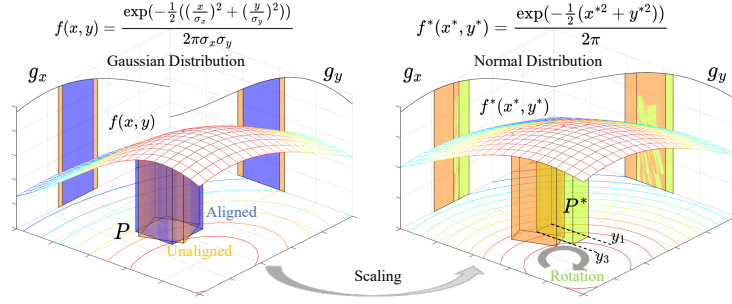 f(x, y) = exp(−1/2((x/σ_x)^2 + (y/σ_y)^2)) / 2πσ_xσ_y
f*(x*, y*) = exp(−1/2(x*2 + y*2)) / 2π
Gaussian Distribution
Normal Distribution
g_x
g_y
g_x
g_y
f(x, y)
f*(x*, y*)
P
Aligned
Unaligned
P*
y_1
y_3
Scaling
Rotation